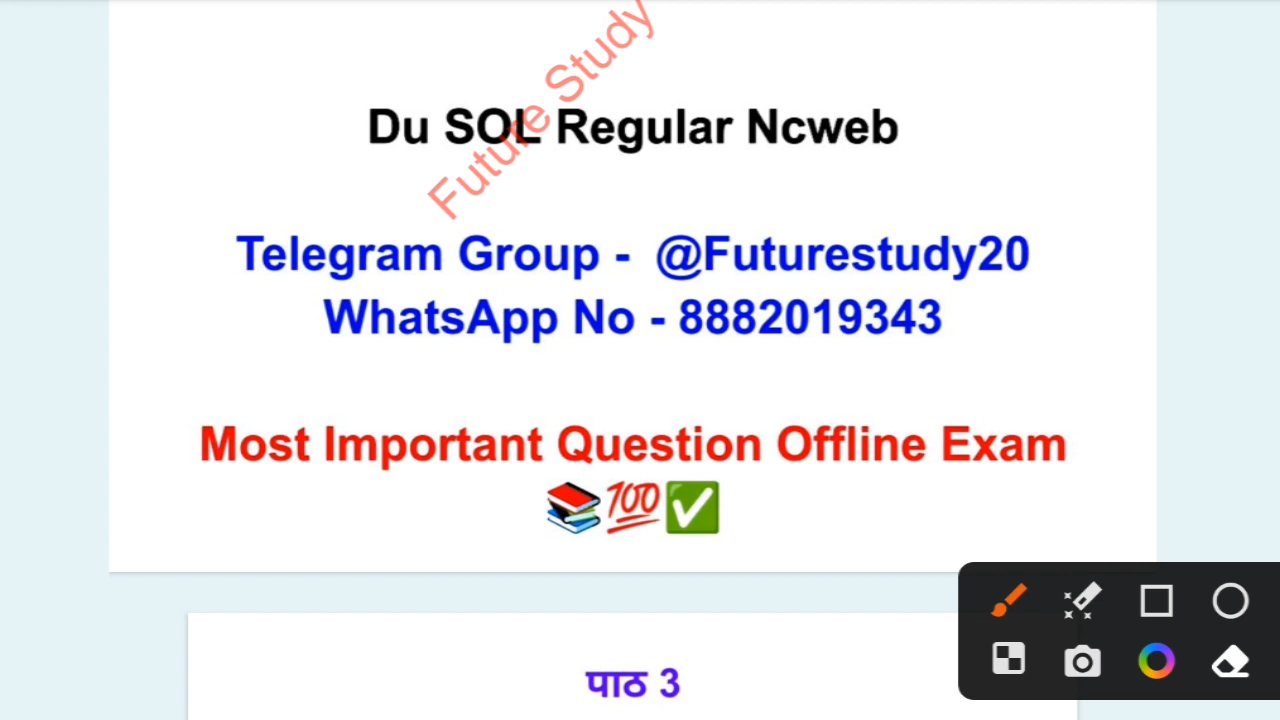 Future Study
Du SOL Regular Ncweb
Telegram Group - @Futurestudy20
WhatsApp No - 8882019343
Most Important Question Offline Exam
📚💯✅
पाठ 3